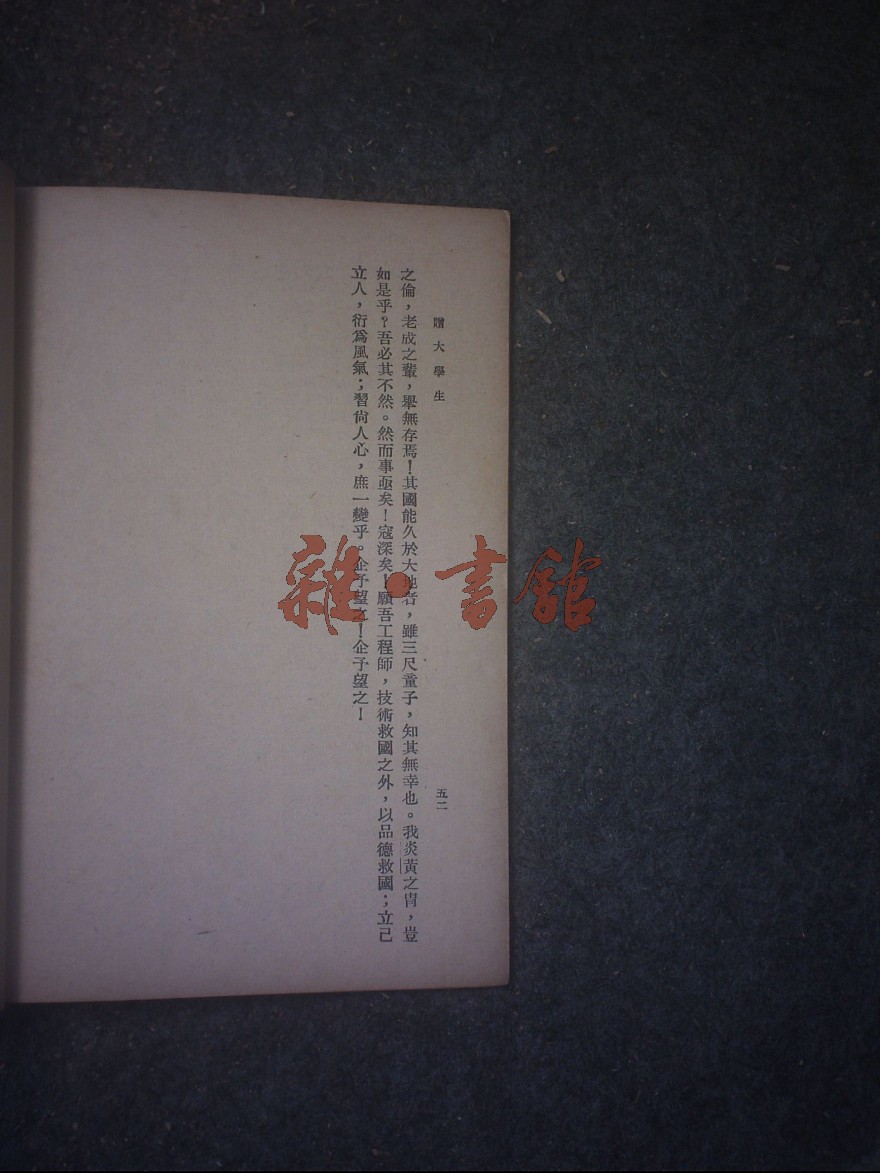 贈大學生
五二
之倫，老成之輩，舉無存焉！其國能久於大地者，雖三尺童子，知其無幸也。我炎黃之胄，豈
如是乎？吾必其不然。然而事亟矣！寇深矣！願吾工程師，技術救國之外，以品德救國；立己
立人，衍爲風氣；習尙人心，庶一變乎。企予望之！企予望之！
雜·書館